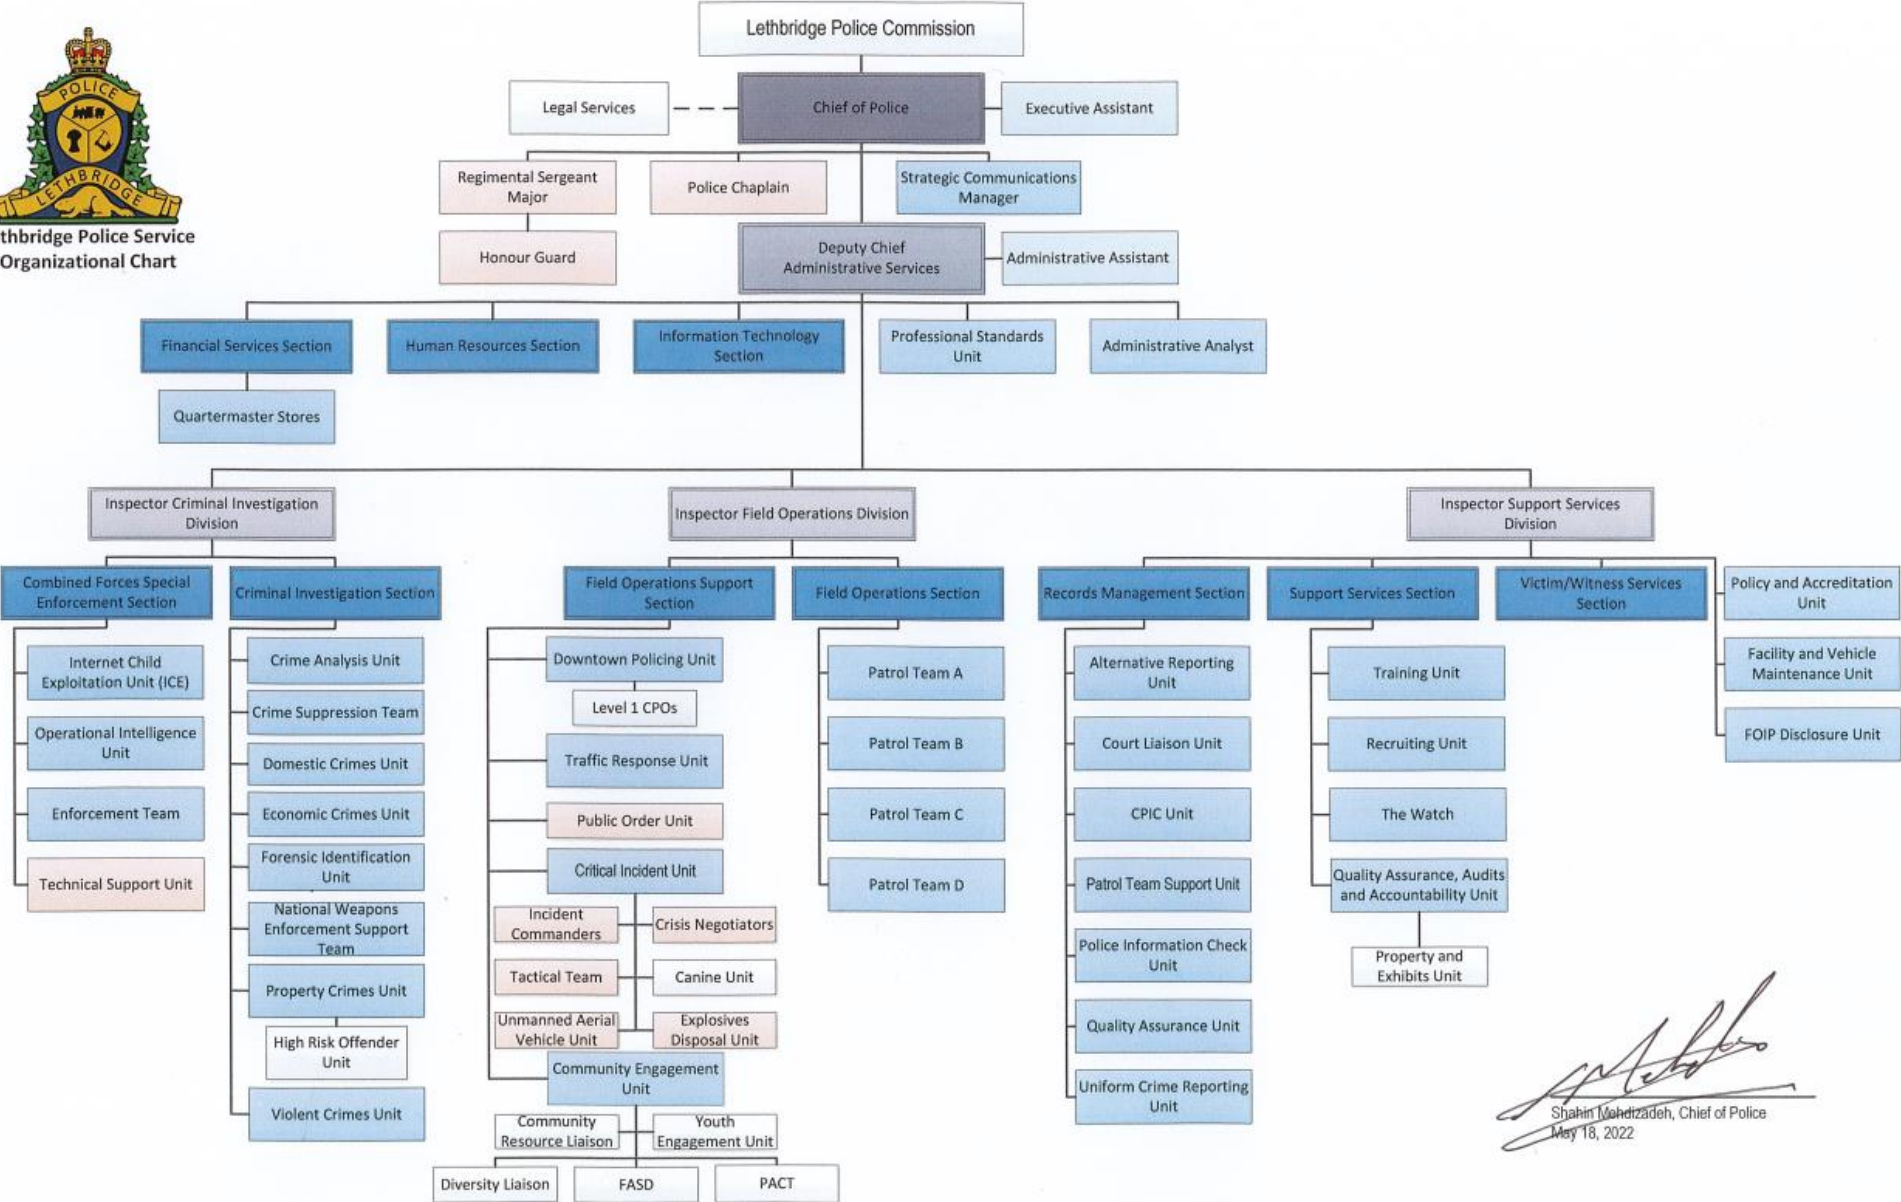 Lethbridge Police Commission
POLICE
LETHBRIDGE
thbridge Police Service
Organizational Chart
Legal Services
Chief of Police
Executive Assistant
Regimental Sergeant
Major
Police Chaplain
Strategic Communications
Manager
Honour Guard
Deputy Chief
Administrative Services
Administrative Assistant
Financial Services Section
Human Resources Section
Information Technology
Section
Professional Standards
Unit
Administrative Analyst
Quartermaster Stores
Inspector Criminal Investigation
Division
Inspector Field Operations Division
Inspector Support Services
Division
Combined Forces Special
Enforcement Section
Internet Child
Exploitation Unit (ICE)
Operational Intelligence
Unit
Enforcement Team
Technical Support Unit
Criminal Investigation Section
Crime Analysis Unit
Crime Suppression Team
Domestic Crimes Unit
Economic Crimes Unit
Forensic Identification
Unit
National Weapons
Enforcement Support
Team
Property Crimes Unit
High Risk Offender
Unit
Violent Crimes Unit
Field Operations Support
Section
Downtown Policing Unit
Level 1 CPOs
Traffic Response Unit
Public Order Unit
Critical Incident Unit
Incident
Commanders
Crisis Negotiators
Tactical Team
Canine Unit
Unmanned Aerial
Vehicle Unit
Explosives
Disposal Unit
Community Engagement
Unit
Community
Resource Liaison
Youth
Engagement Unit
Diversity Liaison
FASD
PACT
Field Operations Section
Patrol Team A
Patrol Team B
Patrol Team C
Patrol Team D
Records Management Section
Alternative Reporting
Unit
Court Liaison Unit
CPIC Unit
Patrol Team Support Unit
Police Information Check
Unit
Quality Assurance Unit
Uniform Crime Reporting
Unit
Support Services Section
Training Unit
Recruiting Unit
The Watch
Quality Assurance, Audits
and Accountability Unit
Property and
Exhibits Unit
Victim/Witness Services
Section
Policy and Accreditation
Unit
Facility and Vehicle
Maintenance Unit
FOIP Disclosure Unit
Shahin Mehdizadeh, Chief of Police
May 18, 2022